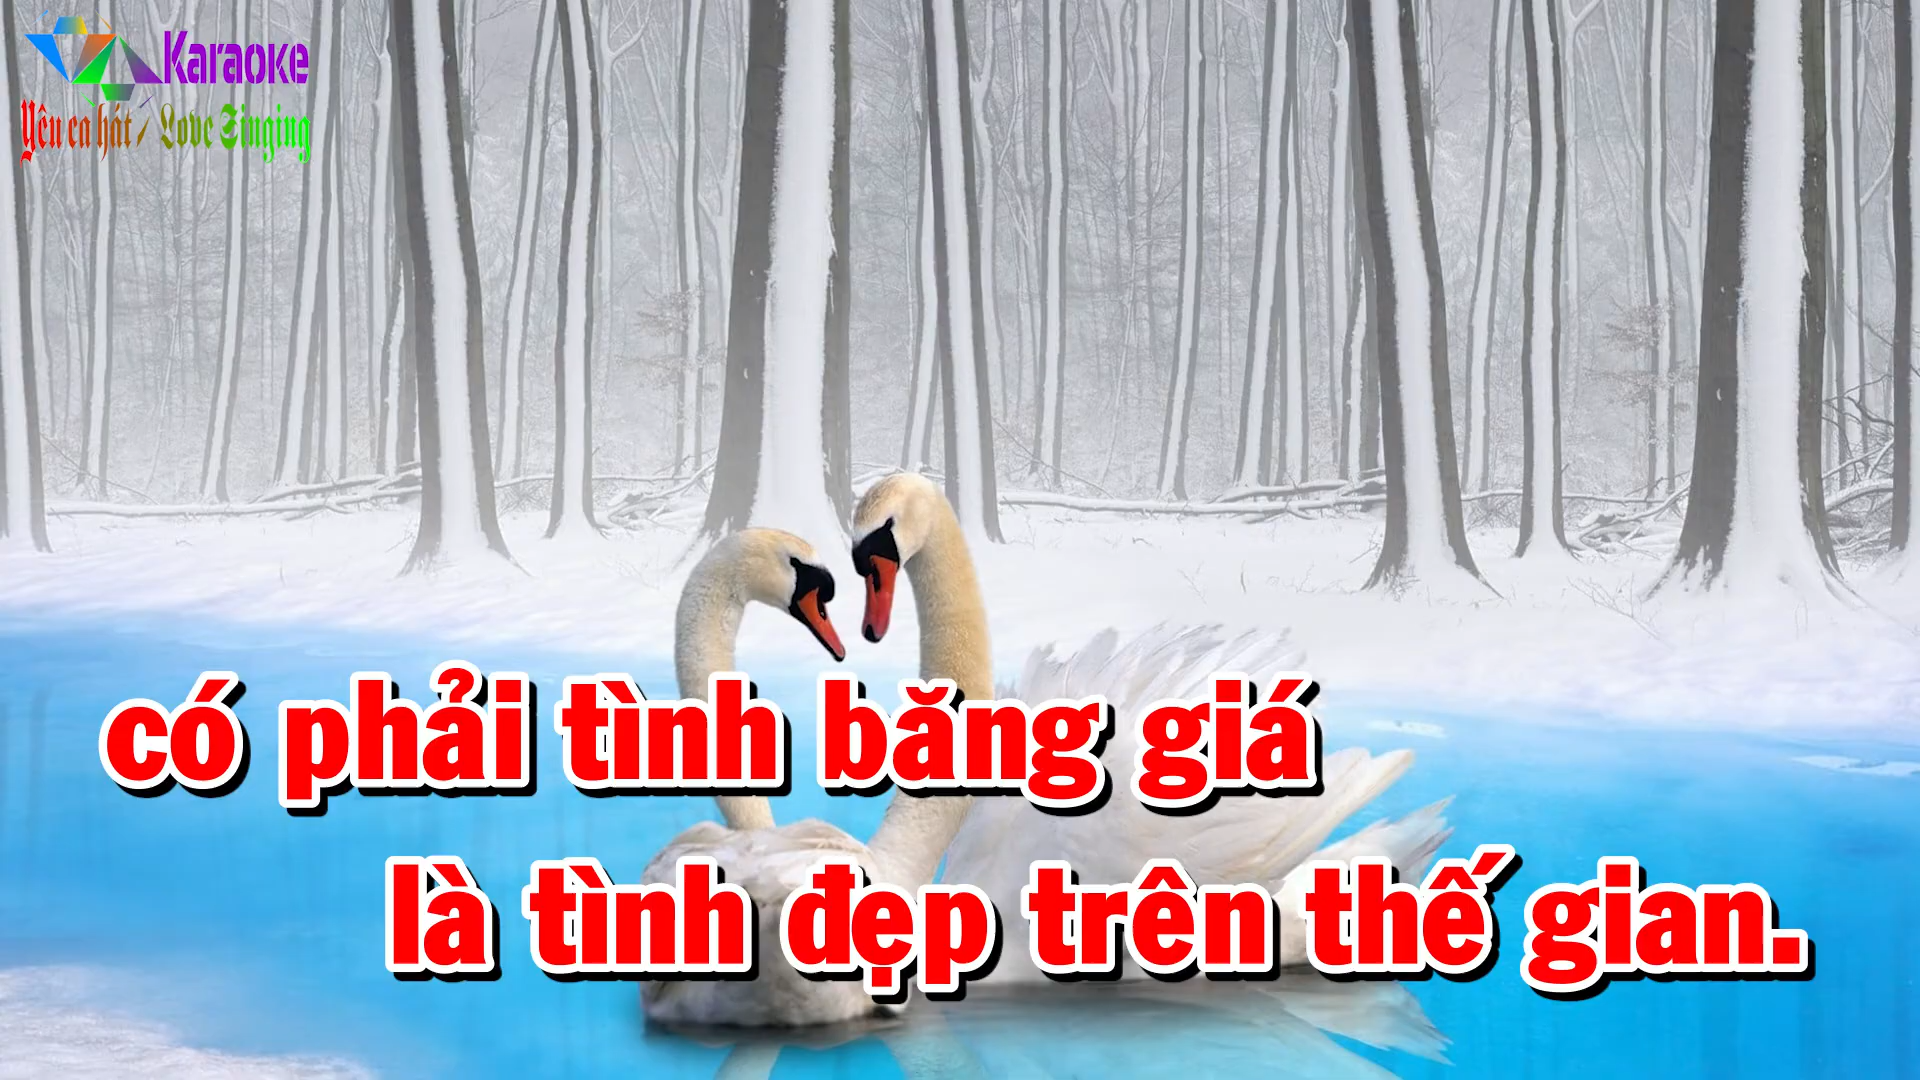 Karaoke
Yêu ca hát / Love Singing
có phải tình băng giá
là tình đẹp trên thế gian.